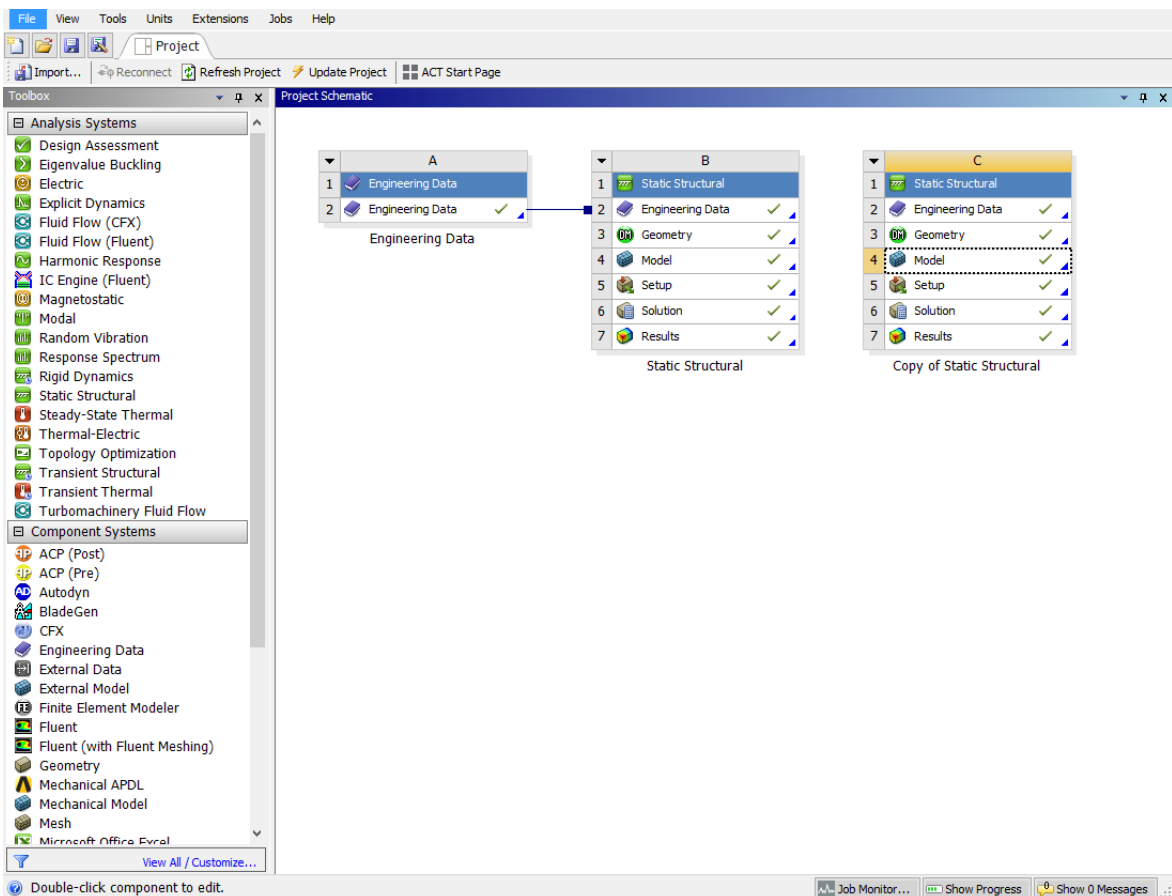 File View Tools Units Extensions Jobs Help
Project
Import... Reconnect Refresh Project Update Project ACT Start Page
Toolbox
Project Schematic
Analysis Systems
Design Assessment
Eigenvalue Buckling
Electric
Explicit Dynamics
Fluid Flow (CFX)
Fluid Flow (Fluent)
Harmonic Response
IC Engine (Fluent)
Magnetostatic
Modal
Random Vibration
Response Spectrum
Rigid Dynamics
Static Structural
Steady-State Thermal
Thermal-Electric
Topology Optimization
Transient Structural
Transient Thermal
Turbomachinery Fluid Flow
Component Systems
ACP (Post)
ACP (Pre)
Autodyn
BladeGen
CFX
Engineering Data
External Data
External Model
Finite Element Modeler
Fluent
Fluent (with Fluent Meshing)
Geometry
Mechanical APDL
Mechanical Model
Mesh
Microsoft Office Excel
View All / Customize...
A
1 Engineering Data
2 Engineering Data
Engineering Data
B
1 Static Structural
2 Engineering Data
3 Geometry
4 Model
5 Setup
6 Solution
7 Results
Static Structural
C
1 Static Structural
2 Engineering Data
3 Geometry
4 Model
5 Setup
6 Solution
7 Results
Copy of Static Structural
Double-click component to edit.
Job Monitor... Show Progress Show 0 Messages